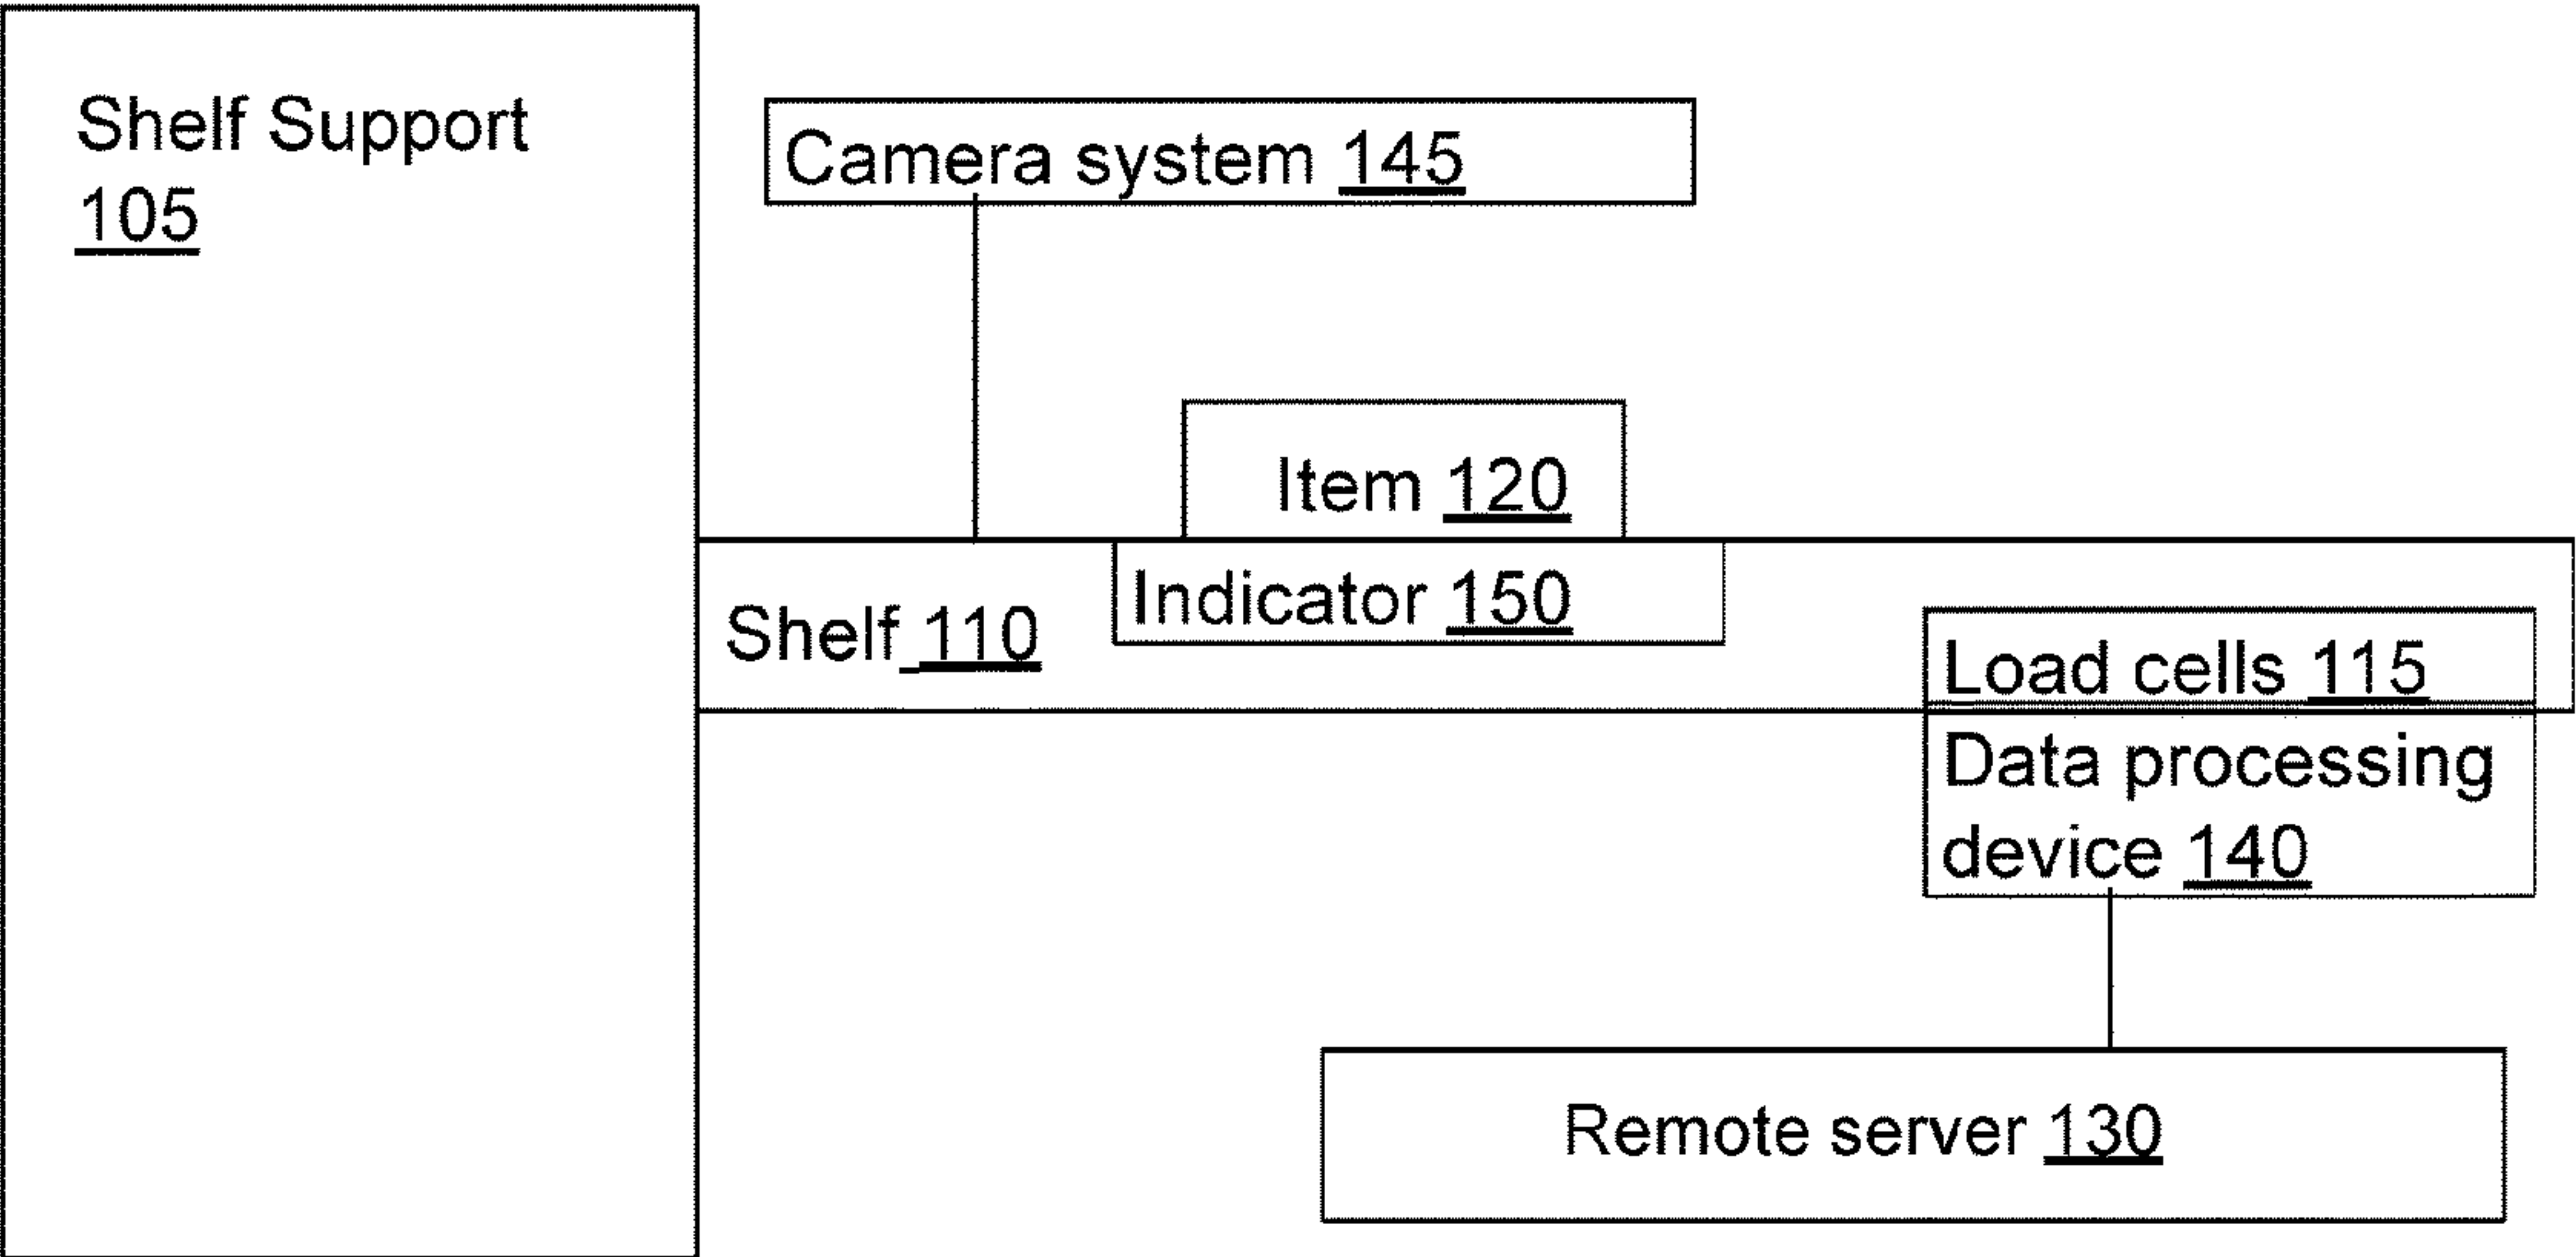 Shelf Support
105
Camera system 145
Item 120
Indicator 150
Shelf 110
Load cells 115
Data processing
device 140
Remote server 130